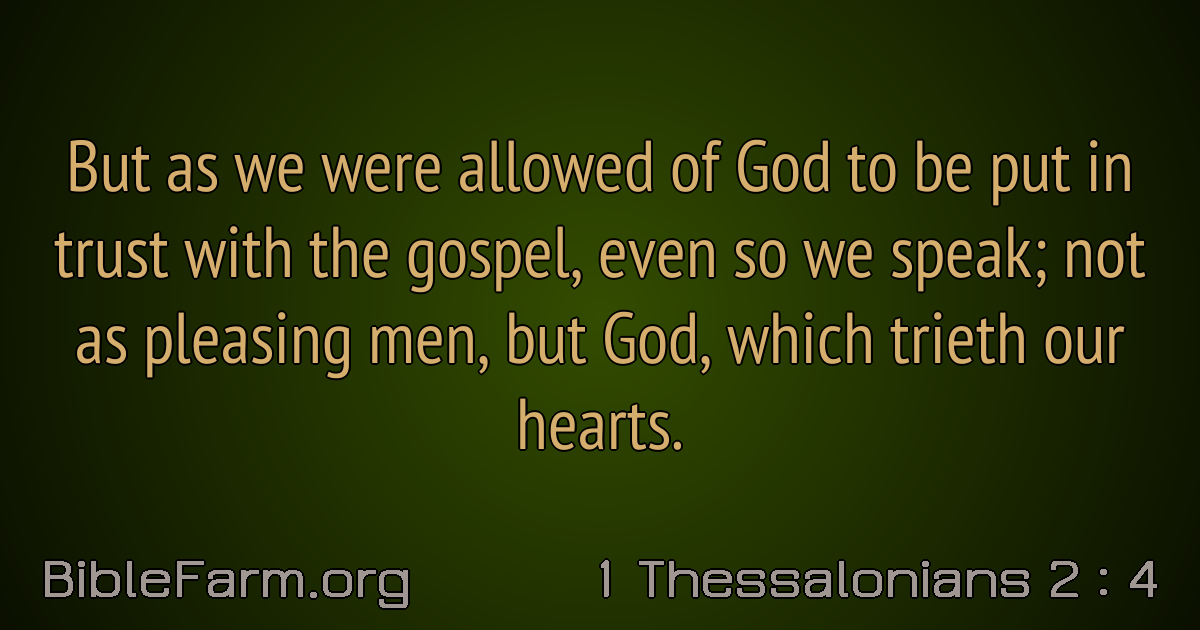 But as we were allowed of God to be put in
trust with the gospel, even so we speak; not
as pleasing men, but God, which trieth our
hearts.
BibleFarm.org
1 Thessalonians 2 : 4